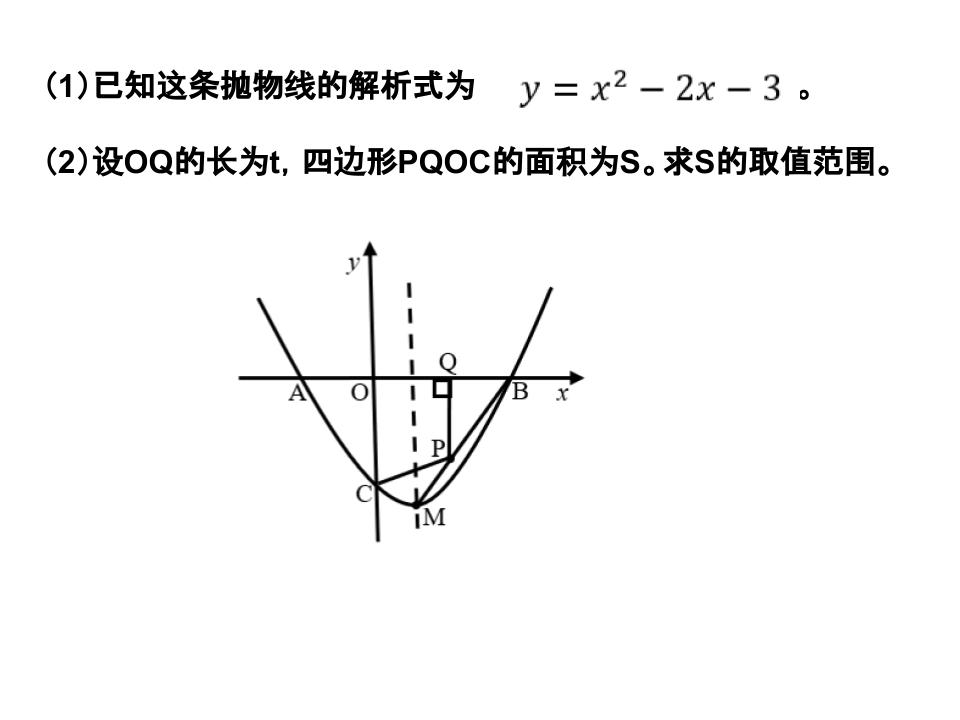 (1)已知这条抛物线的解析式为 y = x² − 2x − 3 。
(2)设OQ的长为t，四边形PQOC的面积为S。求S的取值范围。
y
Q
A O B x
P
C
M